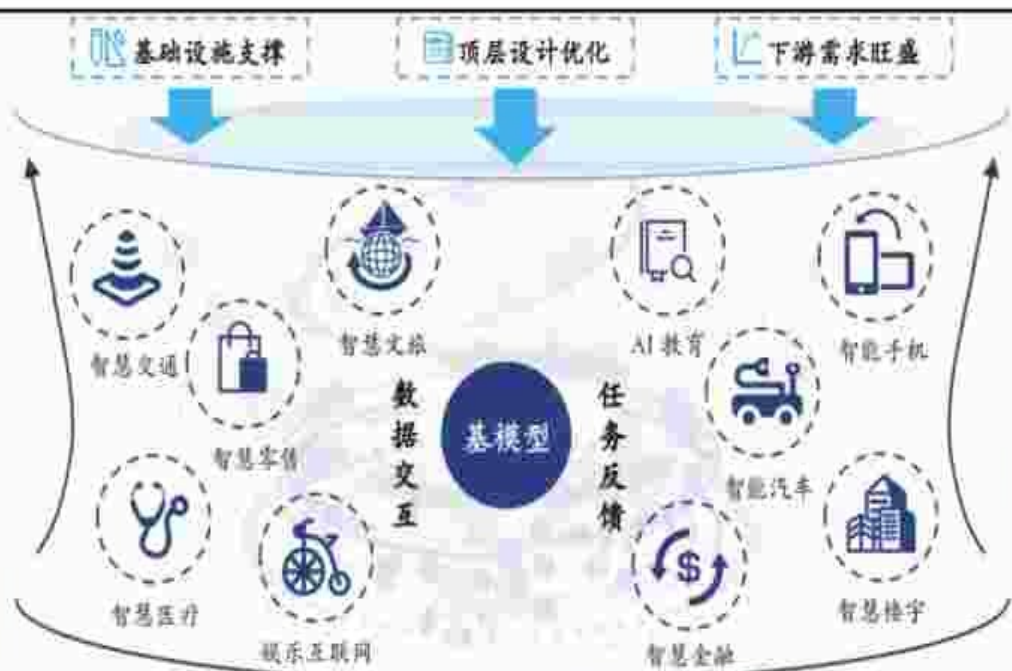 基础设施支撑
顶层设计优化
下游需求旺盛
智慧交通
智慧文旅
AI 教育
智能手机
智慧零售
数据交互
基模型
任务反馈
智能汽车
智慧医疗
娱乐互联网
$
智慧金融
智慧楼宇